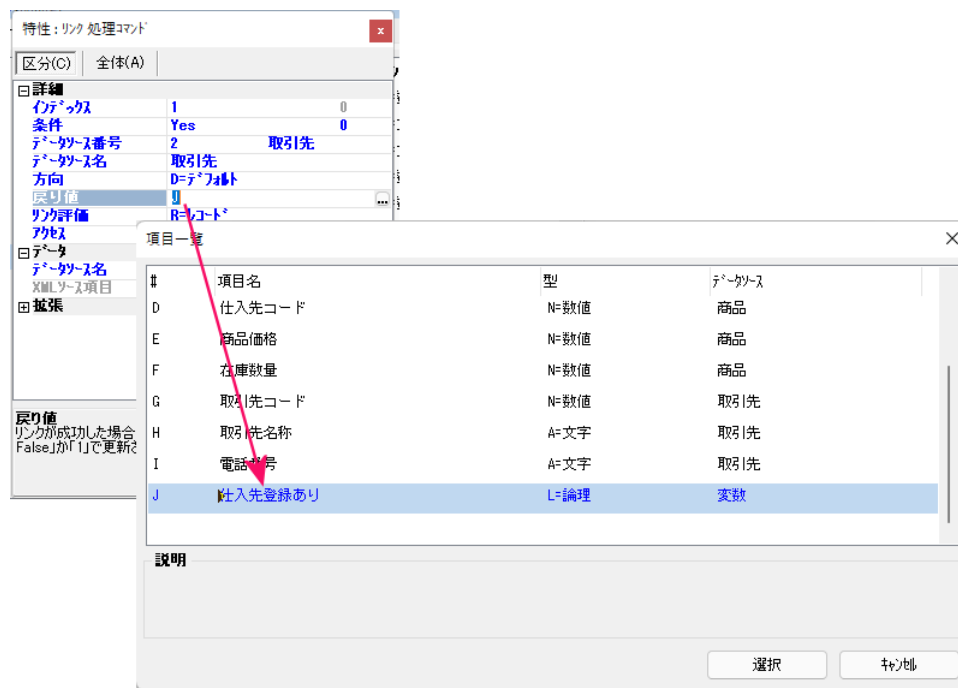 特性 : ﾘﾝｸ 処理ｺﾏﾝﾄﾞ
x
区分(C) 全体(A)
詳細
ｲﾝﾃﾞｯｸｽ 1 0
条件 Yes 0
ﾃﾞｰﾀｿｰｽ番号 2 取引先
ﾃﾞｰﾀｿｰｽ名 取引先
方向 D=ﾃﾞﾌｫﾙﾄ
戻り値 J ...
ﾘﾝｸ評価 R=ﾚｺｰﾄﾞ
ｱｸｾｽ
ﾃﾞｰﾀ
ﾃﾞｰﾀｿｰｽ名
XMLｿｰｽ項目
拡張
戻り値
リンクが成功した場合
False｣か｢1｣で更新さ
項目一覧
# 項目名 型 ﾃﾞｰﾀｿｰｽ
D 仕入先コード N=数値 商品
E 商品価格 N=数値 商品
F 在庫数量 N=数値 商品
G 取引先コード N=数値 取引先
H 取引先名称 A=文字 取引先
I 電話番号 A=文字 取引先
J 仕入先登録あり L=論理 変数
説明
選択 ｷｬﾝｾﾙ